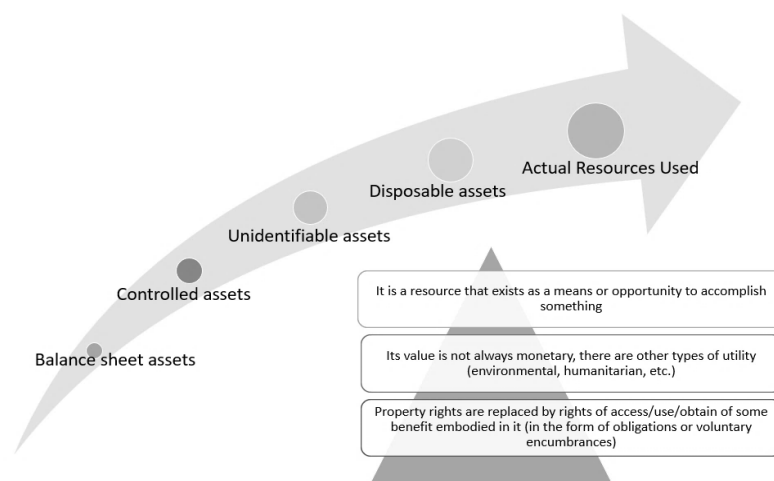 Actual Resources Used
Disposable assets
Unidentifiable assets
Controlled assets
Balance sheet assets
It is a resource that exists as a means or opportunity to accomplish
something
Its value is not always monetary, there are other types of utility
(environmental, humanitarian, etc.)
Property rights are replaced by rights of access/use/obtain of some
benefit embodied in it (in the form of obligations or voluntary
encumbrances)